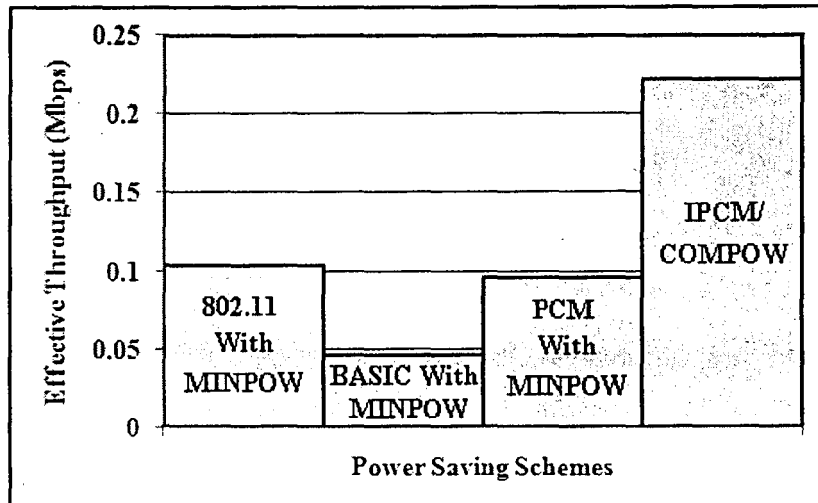 Effective Throughput (Mbps)
0.25
0.2
0.15
0.1
0.05
0
802.11
With
MINPOW
BASIC With
MINPOW
PCM
With
MINPOW
IPCM/
COMPOW
Power Saving Schemes